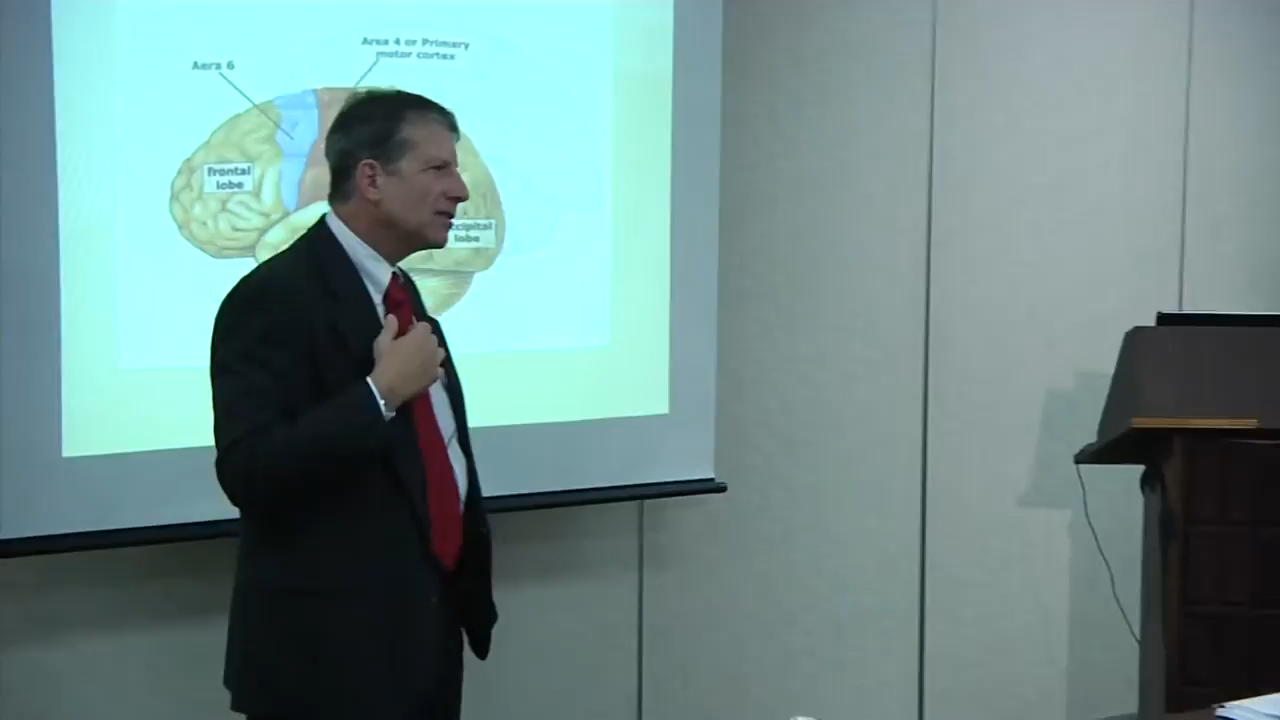 Area 4 or Primary
motor cortex
Aera 6
frontal
lobe
ccipital
lobe